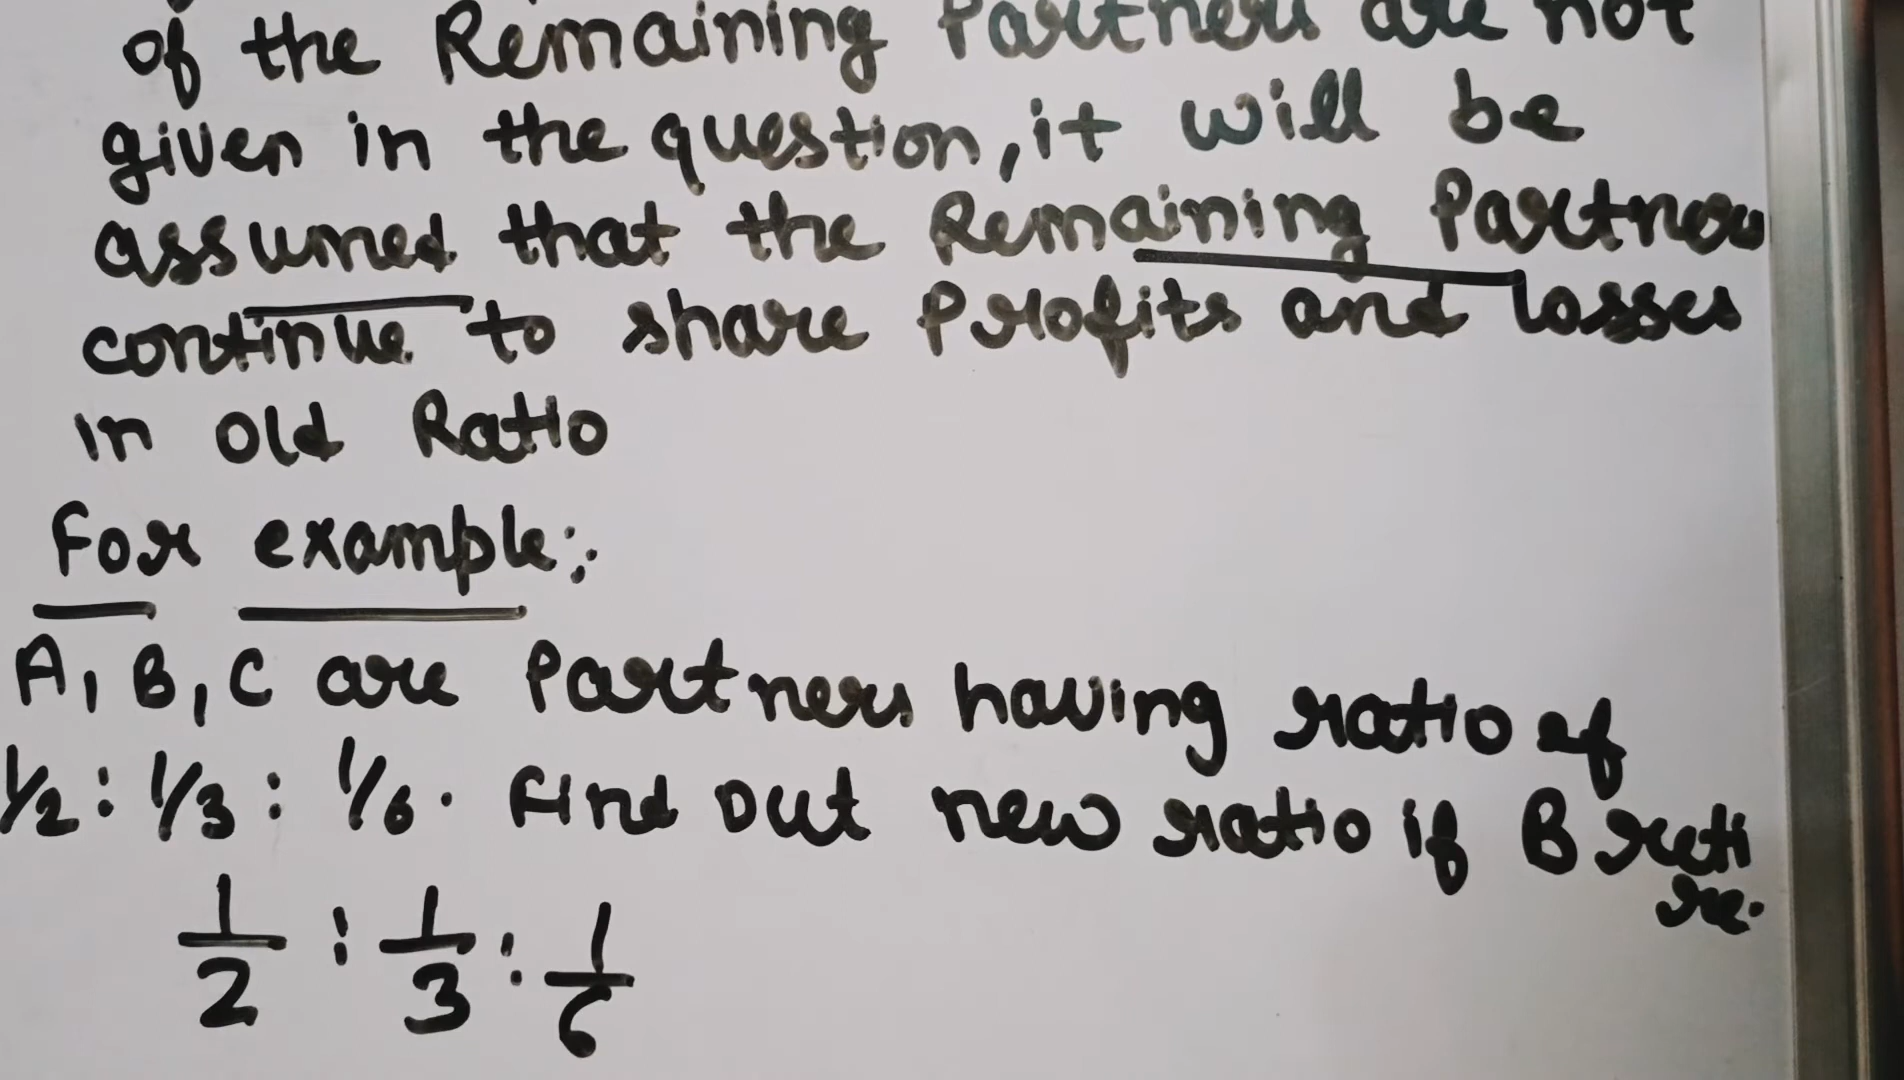 of the Remaining Partners are not
given in the question, it will be
assumed that the Remaining Partners
continue to share Profits and losses
in old Ratio
For example:
A, B, C are Partners having ratio of
1/2 : 1/3 : 1/6. Find out new ratio if B reti
re.
1/2 : 1/3 : 1/6